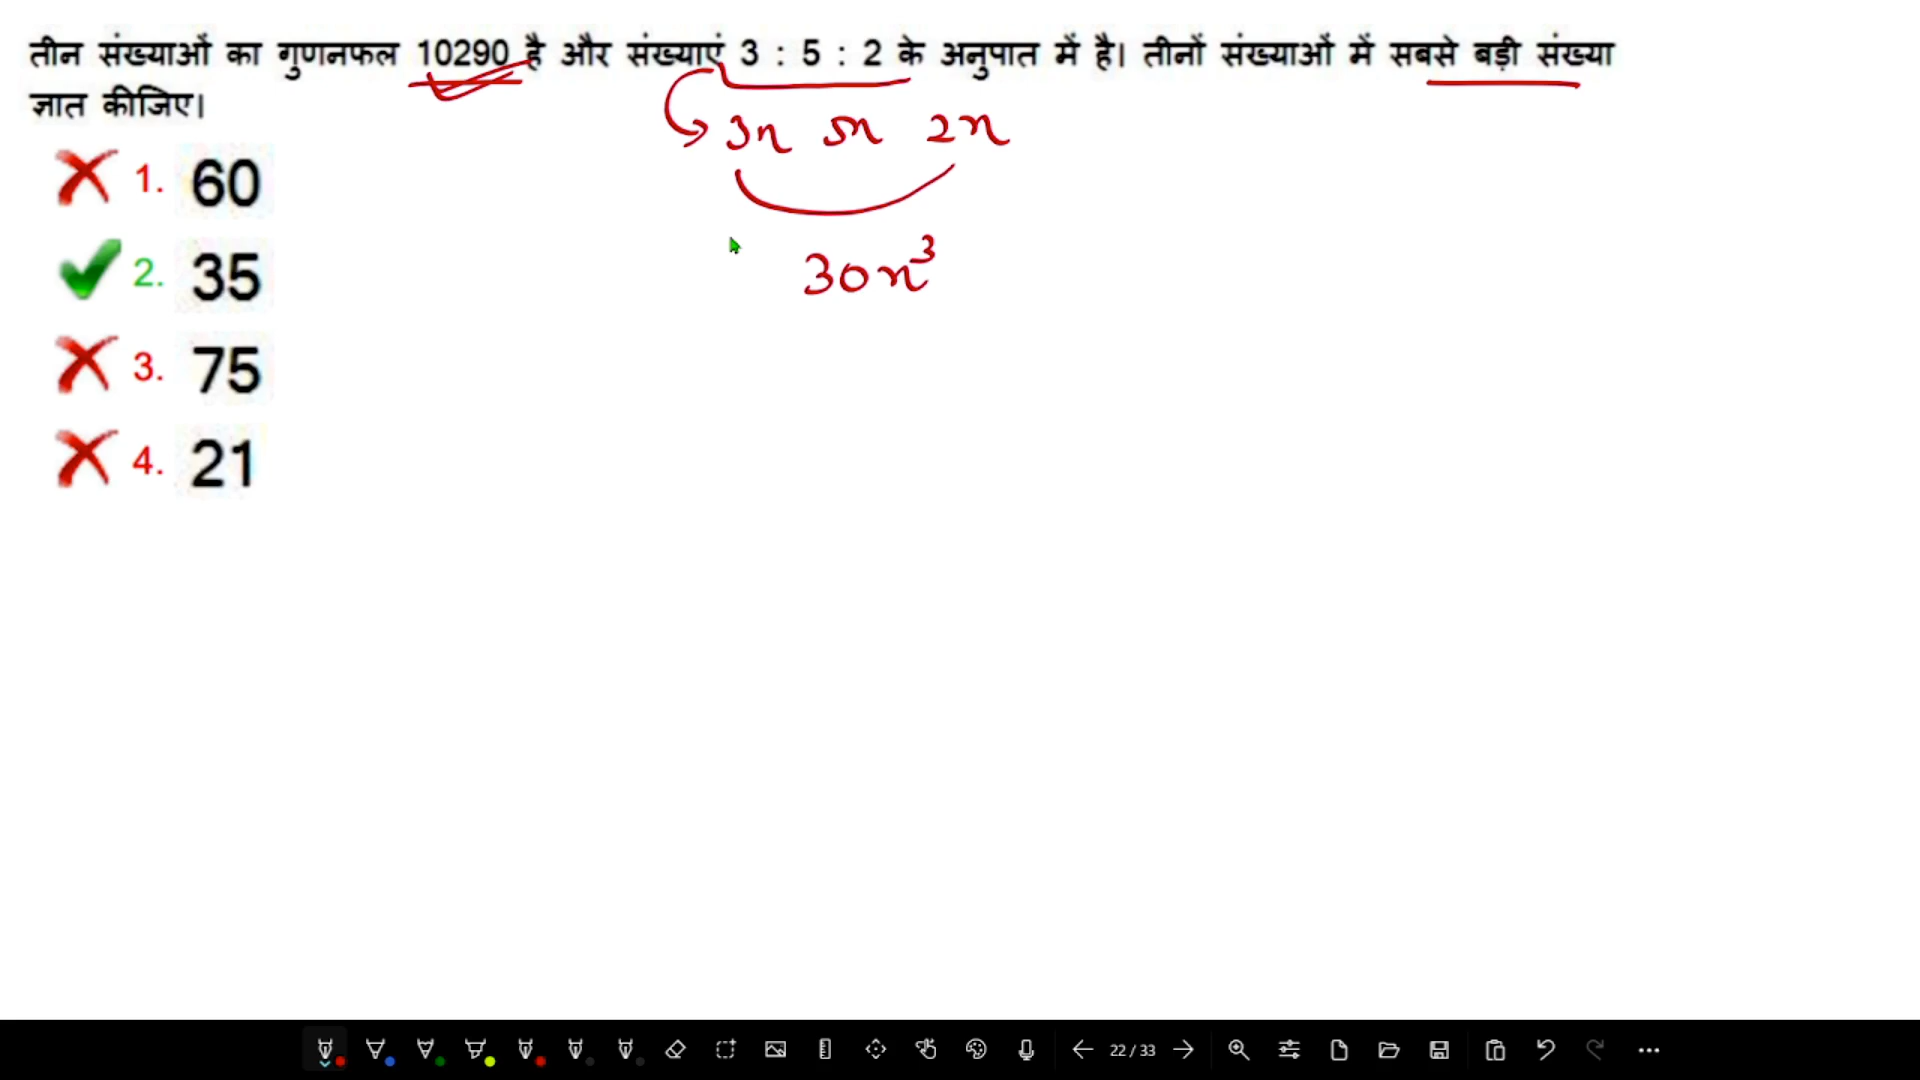 तीन संख्याओं का गुणनफल 10290 है और संख्याएं 3 : 5 : 2 के अनुपात में है। तीनों संख्याओं में सबसे बड़ी संख्या
ज्ञात कीजिए।
3x 5x 2x
1. 60
2. 35
30x³
3. 75
4. 21
22 / 33